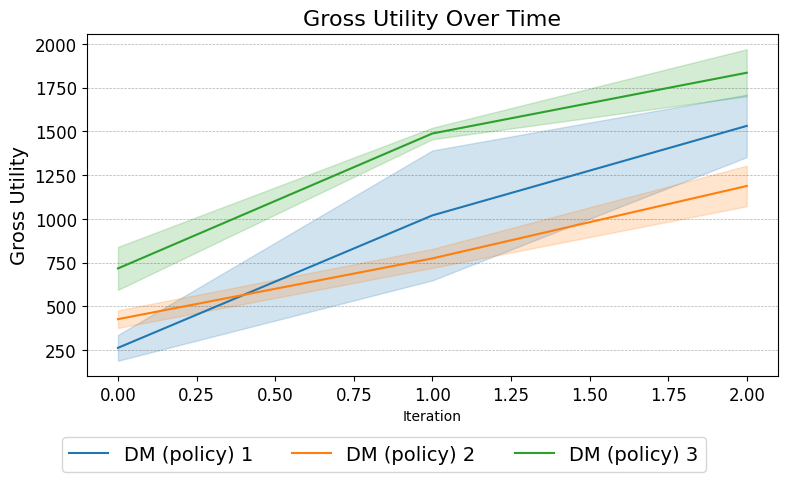 Gross Utility Over Time
Gross Utility
2000
1750
1500
1250
1000
750
500
250
0.00 0.25 0.50 0.75 1.00 1.25 1.50 1.75 2.00
Iteration
DM (policy) 1 DM (policy) 2 DM (policy) 3